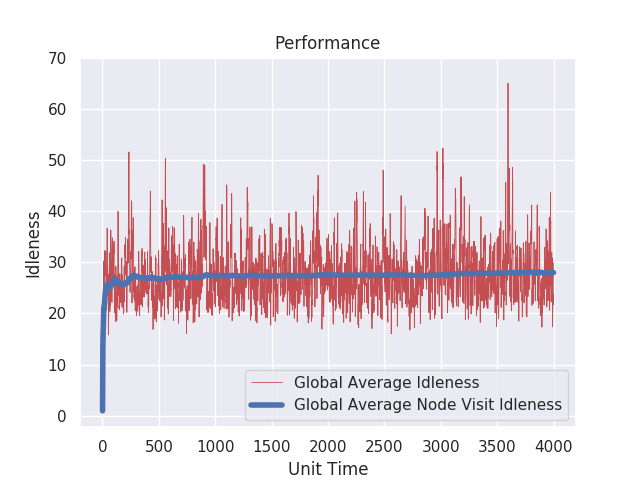 Performance
Idleness
70
60
50
40
30
20
10
0
Global Average Idleness
Global Average Node Visit Idleness
0 500 1000 1500 2000 2500 3000 3500 4000
Unit Time